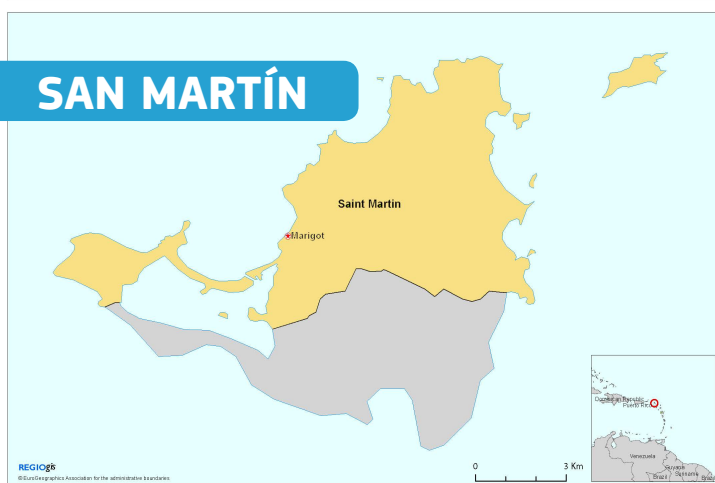 SAN MARTÍN
Saint Martin
Marigot
Dominican Republic
Puerto Rico
Venezuela
Guyana
Suriname
Brazil
Brazil
REGIOgis
© EuroGeographics Association for the administrative boundaries
0 3 Km